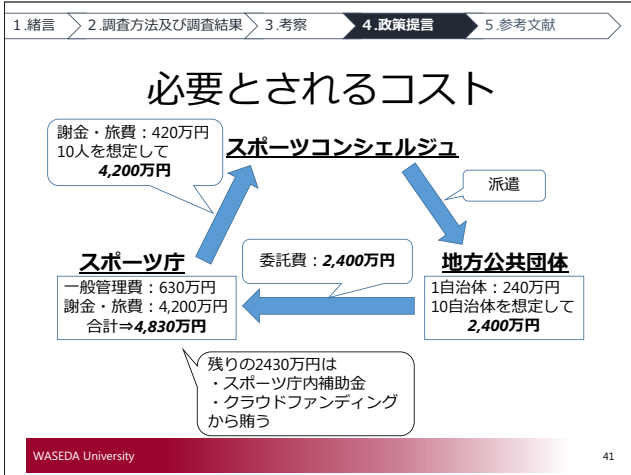 1.緒言
2.調査方法及び調査結果
3.考察
4.政策提言
5.参考文献
必要とされるコスト
謝金・旅費：420万円
10人を想定して
4,200万円
スポーツコンシェルジュ
派遣
スポーツ庁
一般管理費：630万円
謝金・旅費：4,200万円
合計⇒4,830万円
委託費：2,400万円
地方公共団体
1自治体：240万円
10自治体を想定して
2,400万円
残りの2430万円は
・スポーツ庁内補助金
・クラウドファンディング
から賄う
WASEDA University
41